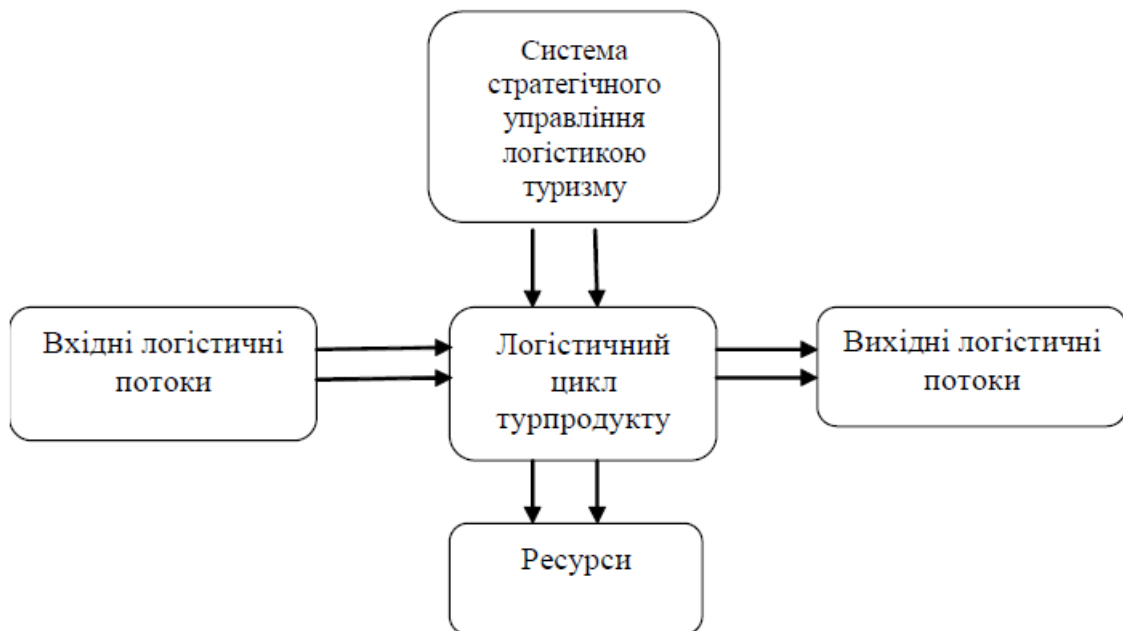 Система
стратегічного
управління
логістикою
туризму
Вхідні логістичні
потоки
Логістичний
цикл
турпродукту
Вихідні логістичні
потоки
Ресурси